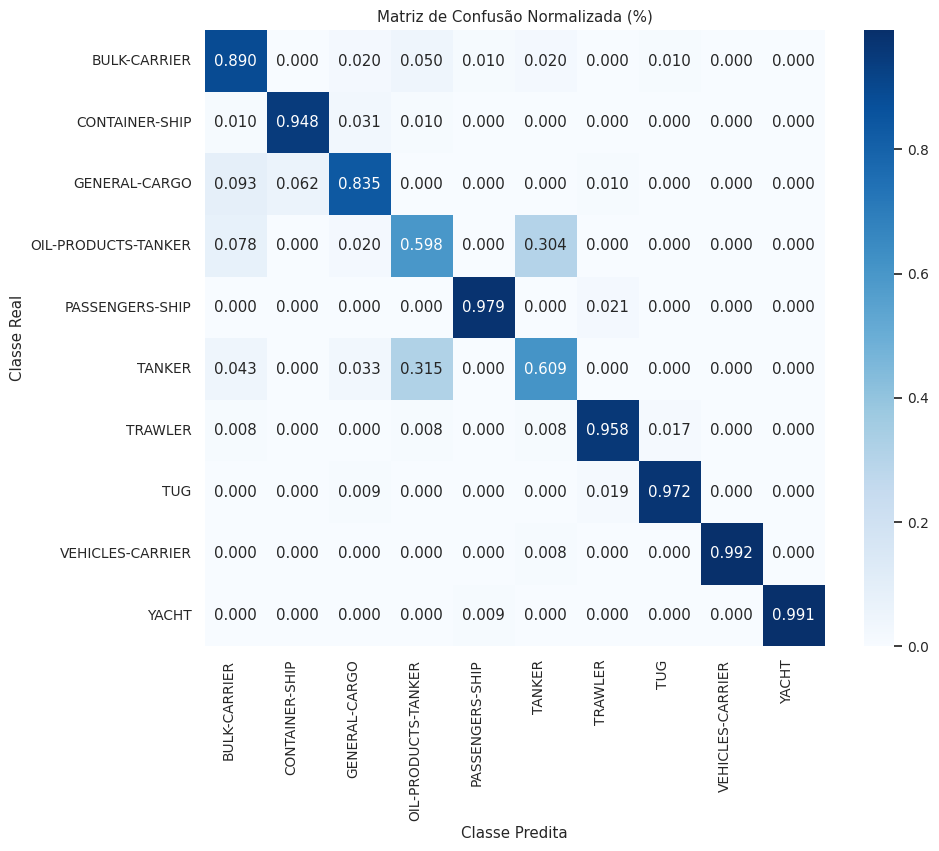 Matriz de Confusão Normalizada (%)
BULK-CARRIER 0.890 0.000 0.020 0.050 0.010 0.020 0.000 0.010 0.000 0.000
CONTAINER-SHIP 0.010 0.948 0.031 0.010 0.000 0.000 0.000 0.000 0.000 0.000
GENERAL-CARGO 0.093 0.062 0.835 0.000 0.000 0.000 0.010 0.000 0.000 0.000
OIL-PRODUCTS-TANKER 0.078 0.000 0.020 0.598 0.000 0.304 0.000 0.000 0.000 0.000
PASSENGERS-SHIP 0.000 0.000 0.000 0.000 0.979 0.000 0.021 0.000 0.000 0.000
TANKER 0.043 0.000 0.033 0.315 0.000 0.609 0.000 0.000 0.000 0.000
TRAWLER 0.008 0.000 0.000 0.008 0.000 0.008 0.958 0.017 0.000 0.000
TUG 0.000 0.000 0.009 0.000 0.000 0.000 0.019 0.972 0.000 0.000
VEHICLES-CARRIER 0.000 0.000 0.000 0.000 0.000 0.008 0.000 0.000 0.992 0.000
YACHT 0.000 0.000 0.000 0.000 0.009 0.000 0.000 0.000 0.000 0.991
Classe Real
BULK-CARRIER
CONTAINER-SHIP
GENERAL-CARGO
OIL-PRODUCTS-TANKER
PASSENGERS-SHIP
TANKER
TRAWLER
TUG
VEHICLES-CARRIER
YACHT
Classe Predita
0.8
0.6
0.4
0.2
0.0